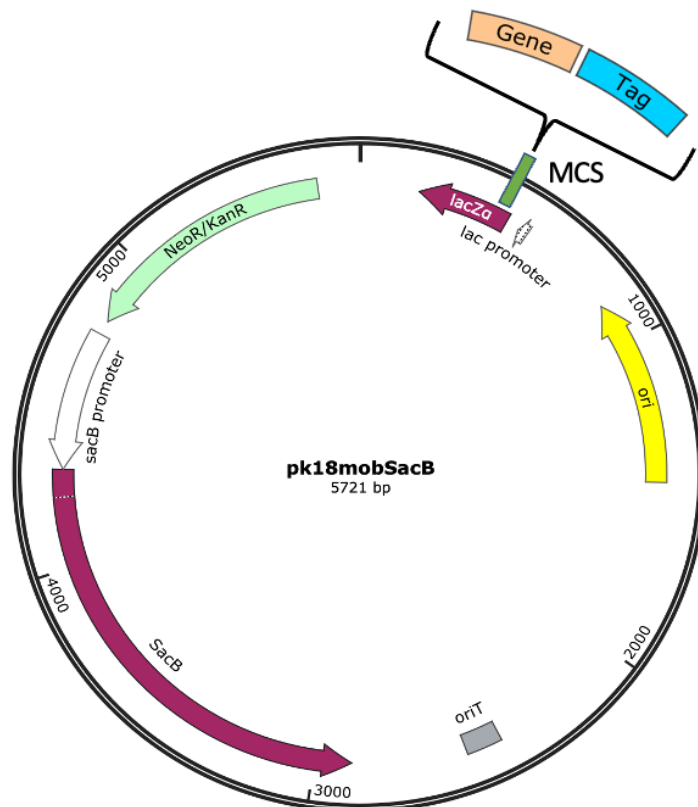 Gene
Tag
MCS
lacZα
lac promoter
NeoR/KanR
5000
1000
sacB promoter
ori
pk18mobSacB
5721 bp
4000
SacB
2000
oriT
3000